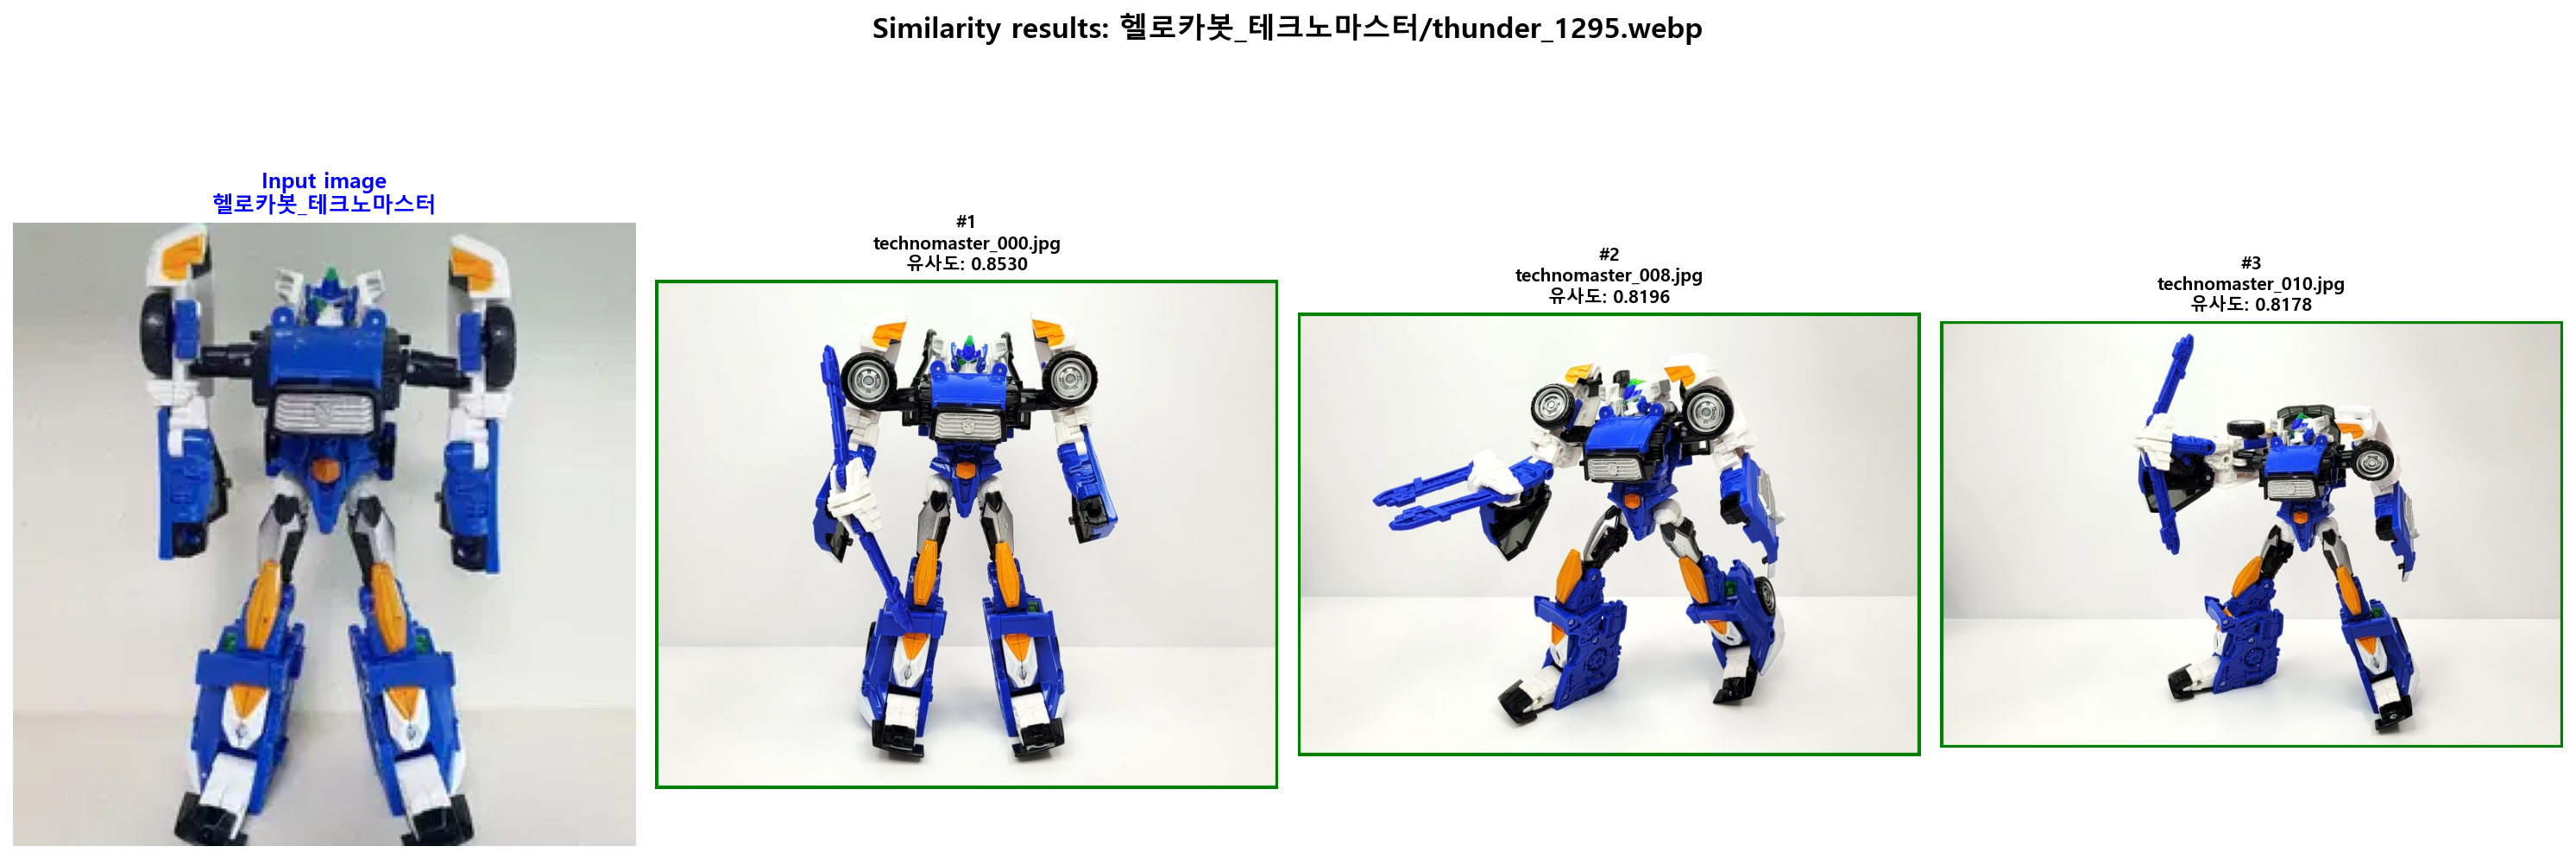 Similarity results: 헬로카봇_테크노마스터/thunder_1295.webp
Input image
헬로카봇_테크노마스터
#1
technomaster_000.jpg
유사도: 0.8530
#2
technomaster_008.jpg
유사도: 0.8196
#3
technomaster_010.jpg
유사도: 0.8178